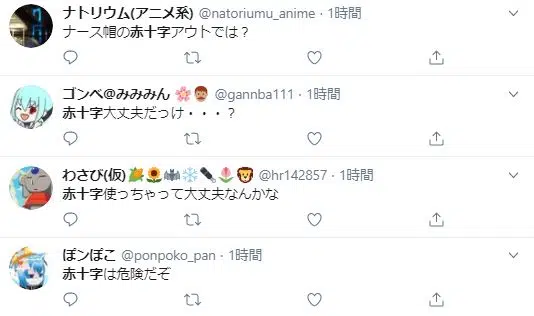 ナトリウム(アニメ系) @natoriumu_anime · 1時間
ナース帽の赤十字アウトでは？
ゴンベ@みみみん🌸👨🏽‍🦰 @gannba111 · 1時間
赤十字大丈夫だっけ・・・？
わさび(仮)🌽🌻🦇❄️✒️🌷🦁 @hr142857 · 1時間
赤十字使っちゃって大丈夫なんかな
ぽンぽこ @ponpoko_pan · 1時間
赤十字は危険だぞ